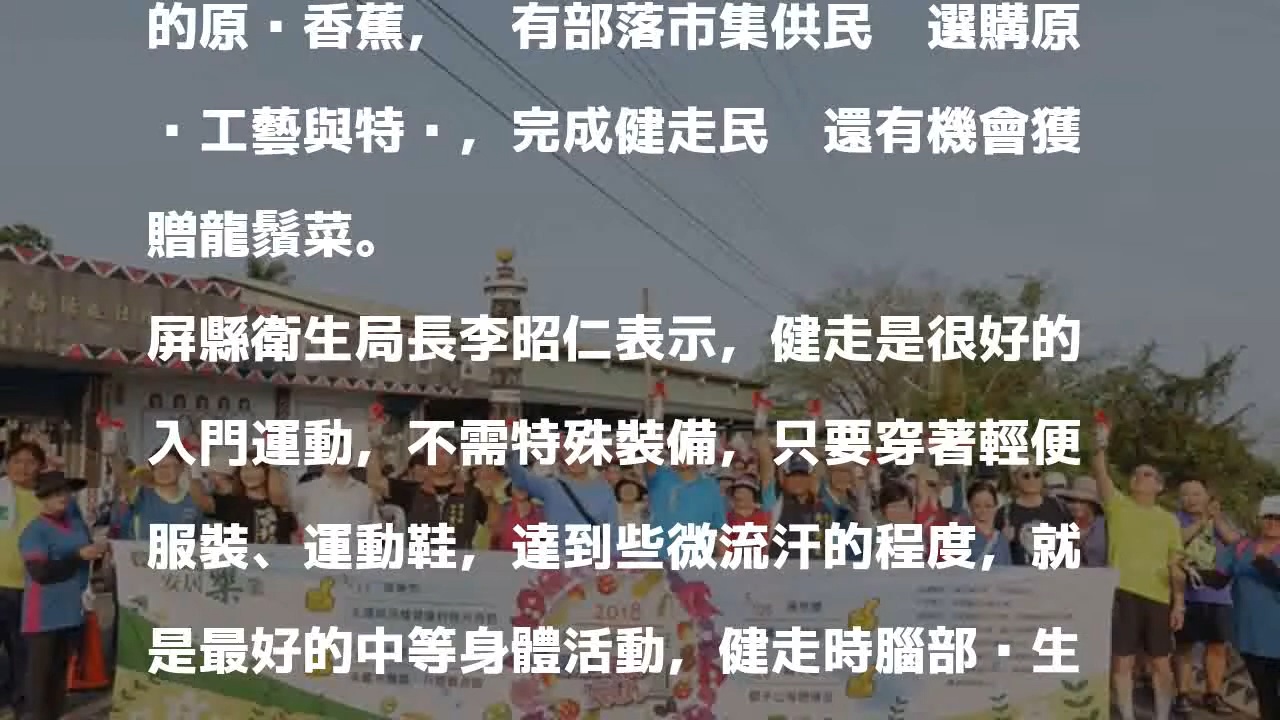 的原·香蕉， 有部落市集供民 選購原
·工藝與特·，完成健走民 還有機會獲
贈龍鬚菜。
屏縣衛生局長李昭仁表示，健走是很好的
入門運動，不需特殊裝備，只要穿著輕便
服裝、運動鞋，達到些微流汗的程度，就
是最好的中等身體活動，健走時腦部·生
安居樂業
2018